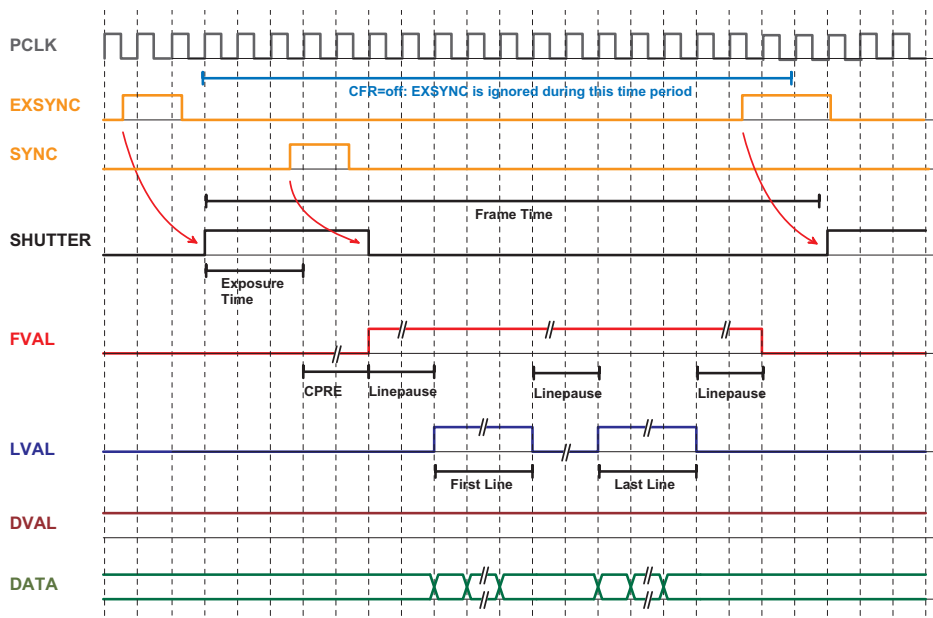 PCLK
CFR=off: EXSYNC is ignored during this time period
EXSYNC
SYNC
Frame Time
SHUTTER
Exposure
Time
FVAL
CPRE
Linepause
Linepause
Linepause
LVAL
First Line
Last Line
DVAL
DATA